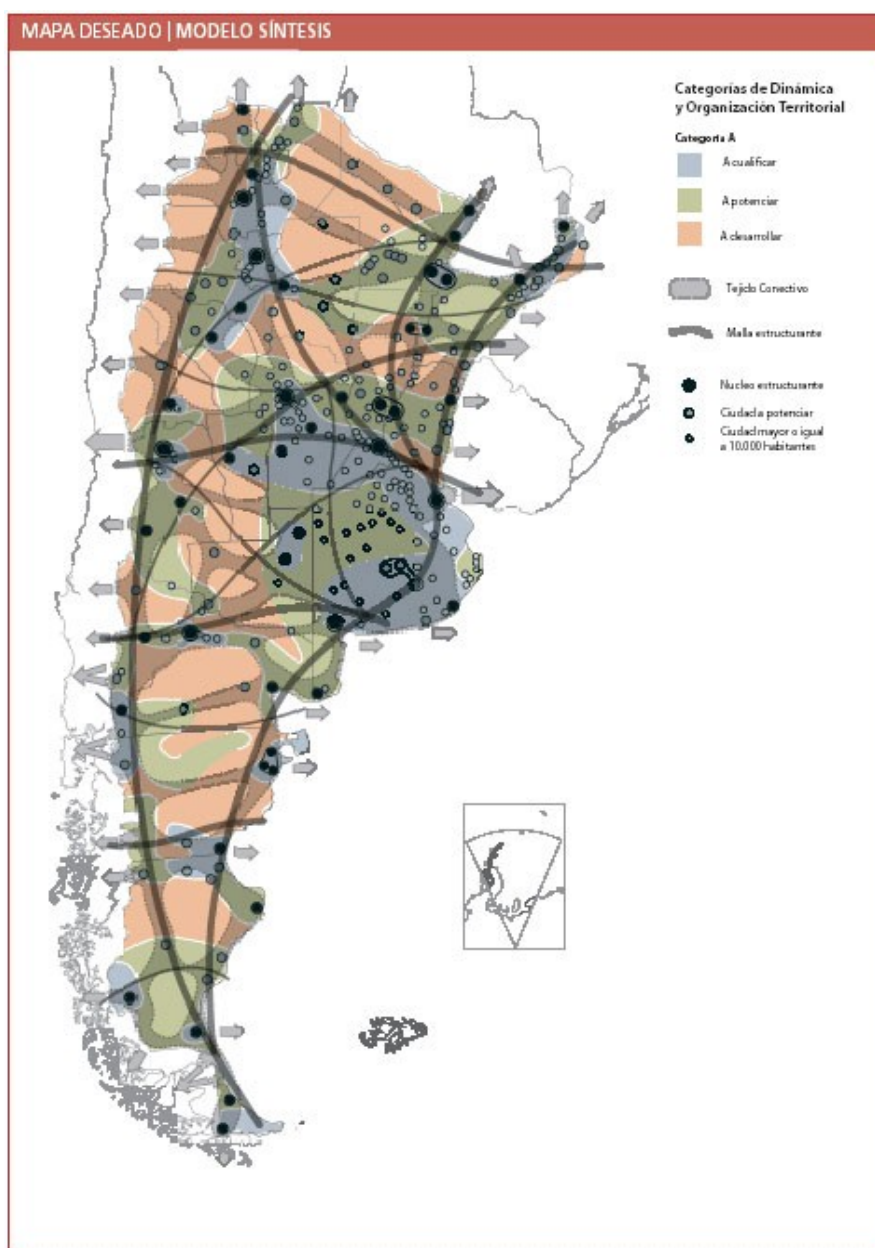 MAPA DESEADO | MODELO SÍNTESIS
Categorías de Dinámica
y Organización Territorial
Categoría A
A cualificar
A potenciar
A desarrollar
Tejido Conectivo
Malla estructurante
Nucleo estructurante
Ciudad a potenciar
Ciudad mayor o igual
a 10.000 habitantes